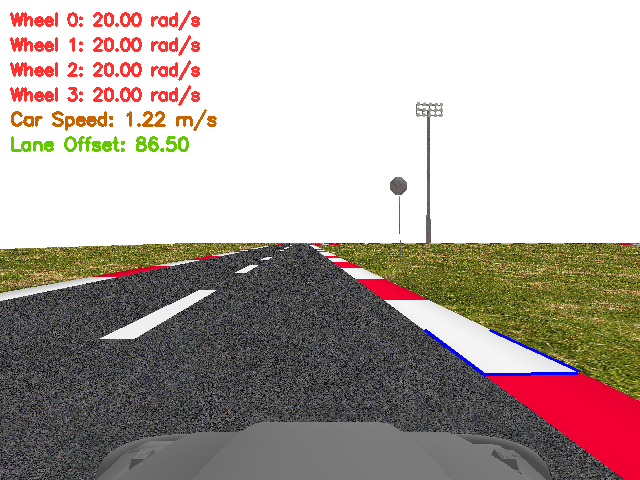 Wheel 0: 20.00 rad/s
Wheel 1: 20.00 rad/s
Wheel 2: 20.00 rad/s
Wheel 3: 20.00 rad/s
Car Speed: 1.22 m/s
Lane Offset: 86.50